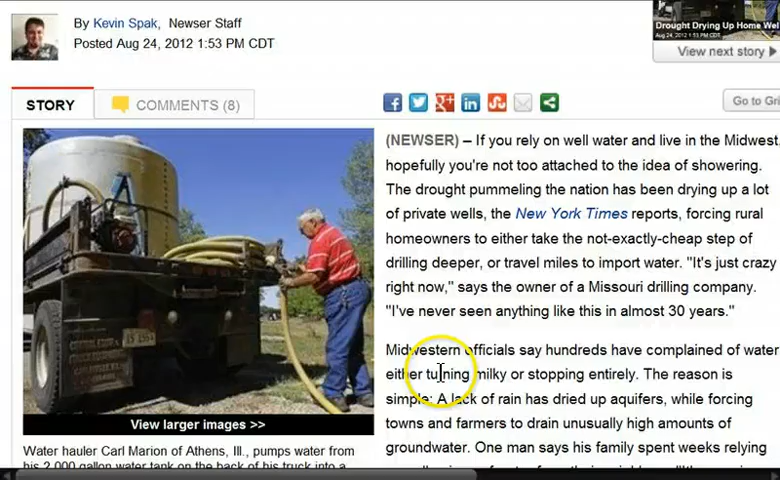 By Kevin Spak, Newser Staff
Posted Aug 24, 2012 1:53 PM CDT
Drought Drying Up Home Wel
Aug 24, 2012 1:53 PM CDT
View next story
STORY
COMMENTS (8)
Go to Gri
(NEWSER) – If you rely on well water and live in the Midwest,
hopefully you're not too attached to the idea of showering.
The drought pummeling the nation has been drying up a lot
of private wells, the New York Times reports, forcing rural
homeowners to either take the not-exactly-cheap step of
drilling deeper, or travel miles to import water. "It's just crazy
right now," says the owner of a Missouri drilling company.
"I've never seen anything like this in almost 30 years."
Midwestern officials say hundreds have complained of water
either turning milky or stopping entirely. The reason is
simple: A lack of rain has dried up aquifers, while forcing
towns and farmers to drain unusually high amounts of
groundwater. One man says his family spent weeks relying
View larger images >>
Water hauler Carl Marion of Athens, Ill., pumps water from
his 2,000 gallon water tank on the back of his truck into a